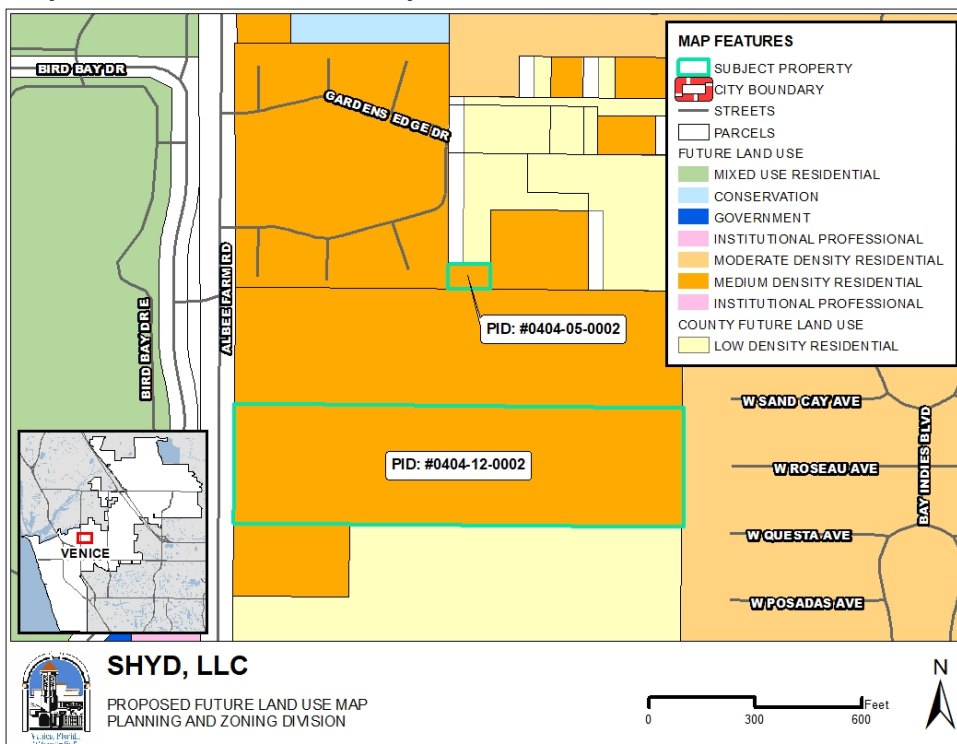 BIRD BAY DR
GARDENS EDGE DR
ALBEE FARM RD
BIRD BAY DR E
PID: #0404-05-0002
PID: #0404-12-0002
W SAND CAY AVE
W ROSEAU AVE
W QUESTA AVE
W POSADAS AVE
BAY INDIES BLVD
MAP FEATURES
SUBJECT PROPERTY
CITY BOUNDARY
STREETS
PARCELS
FUTURE LAND USE
MIXED USE RESIDENTIAL
CONSERVATION
GOVERNMENT
INSTITUTIONAL PROFESSIONAL
MODERATE DENSITY RESIDENTIAL
MEDIUM DENSITY RESIDENTIAL
INSTITUTIONAL PROFESSIONAL
COUNTY FUTURE LAND USE
LOW DENSITY RESIDENTIAL
VENICE
SHYD, LLC
PROPOSED FUTURE LAND USE MAP
PLANNING AND ZONING DIVISION
Feet
0 300 600
N